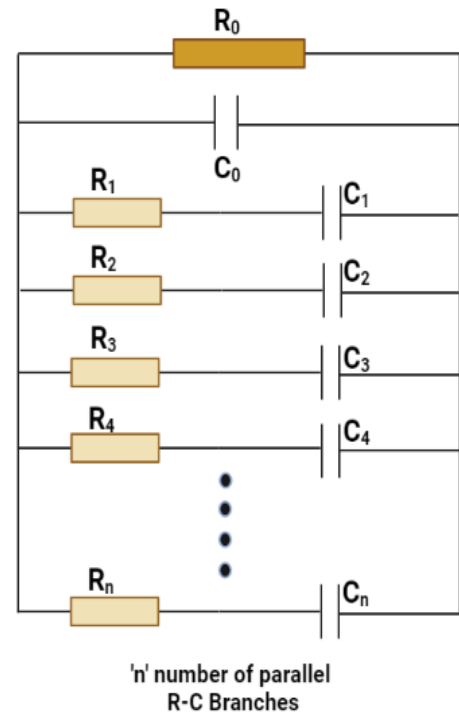 R₀
C₀
R₁
C₁
R₂
C₂
R₃
C₃
R₄
C₄
Rₙ
Cₙ
'n' number of parallel
R-C Branches